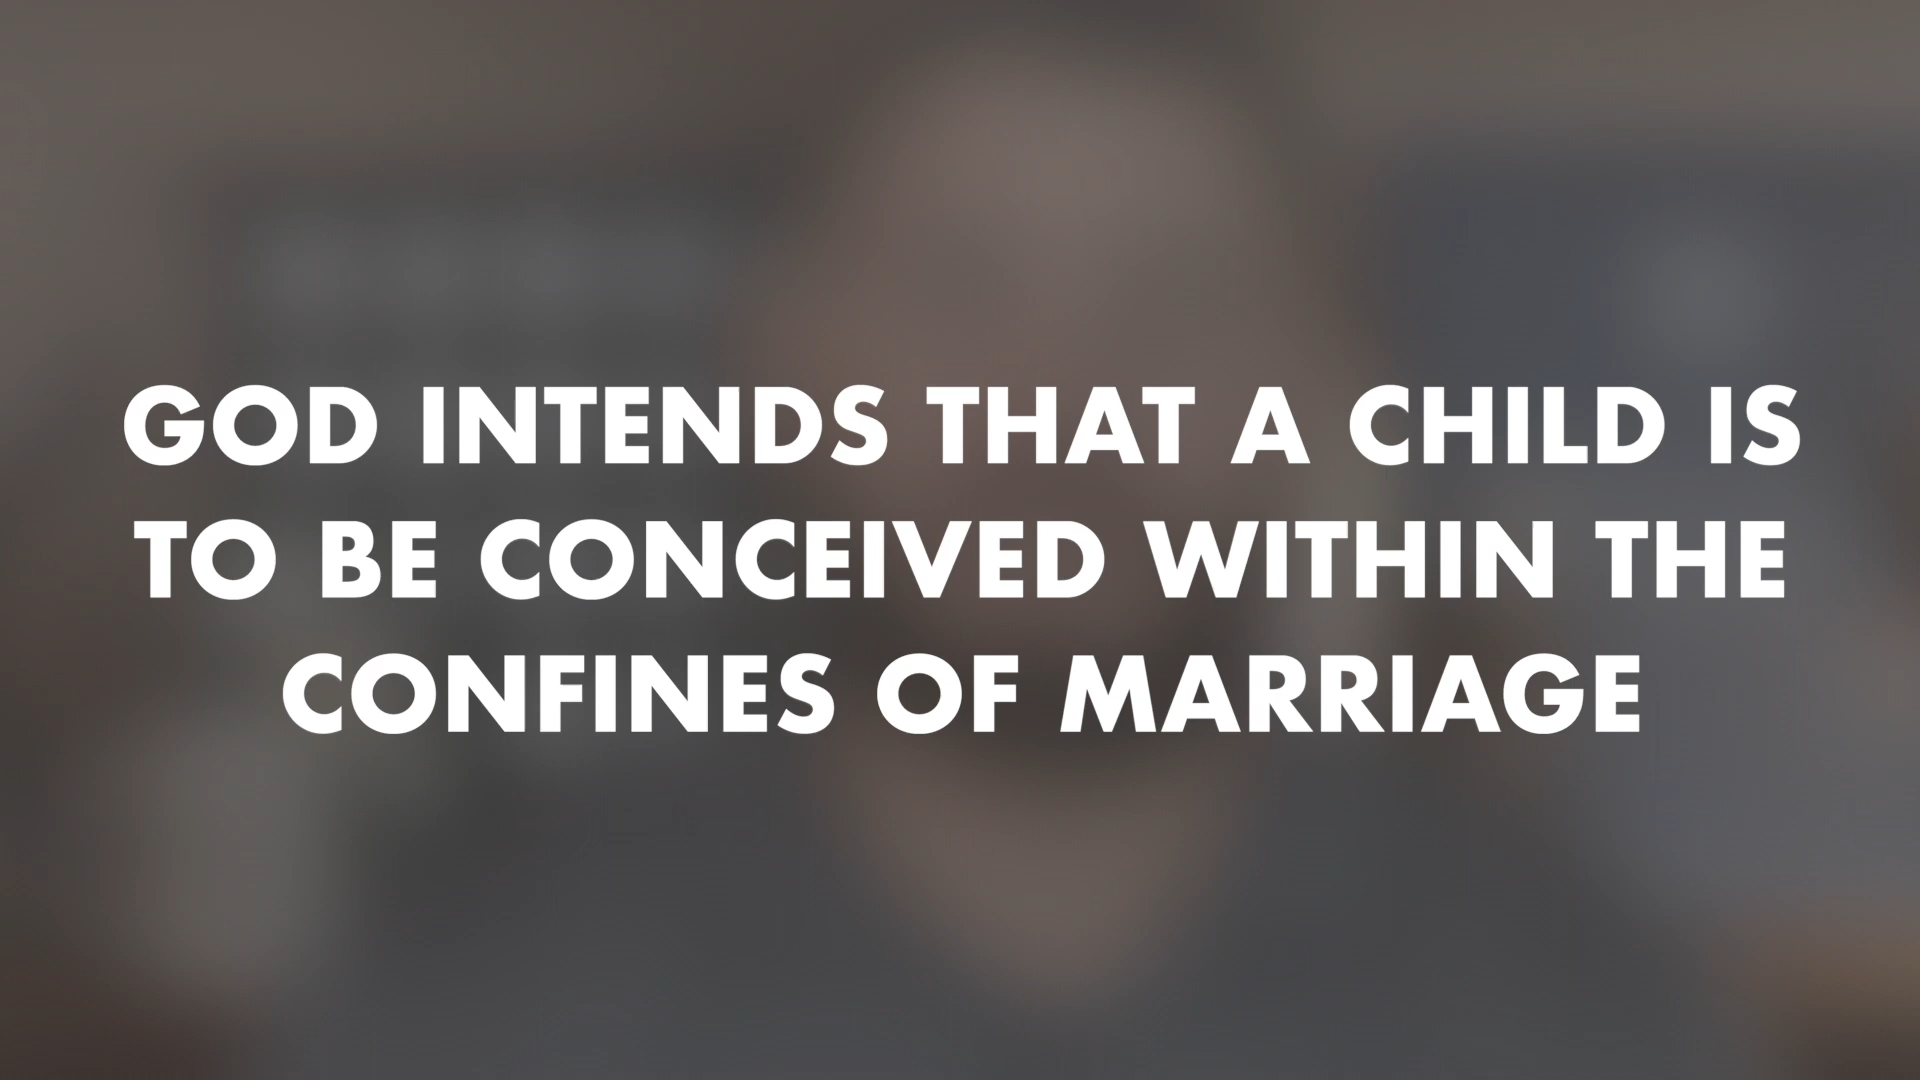 GOD INTENDS THAT A CHILD IS
TO BE CONCEIVED WITHIN THE
CONFINES OF MARRIAGE